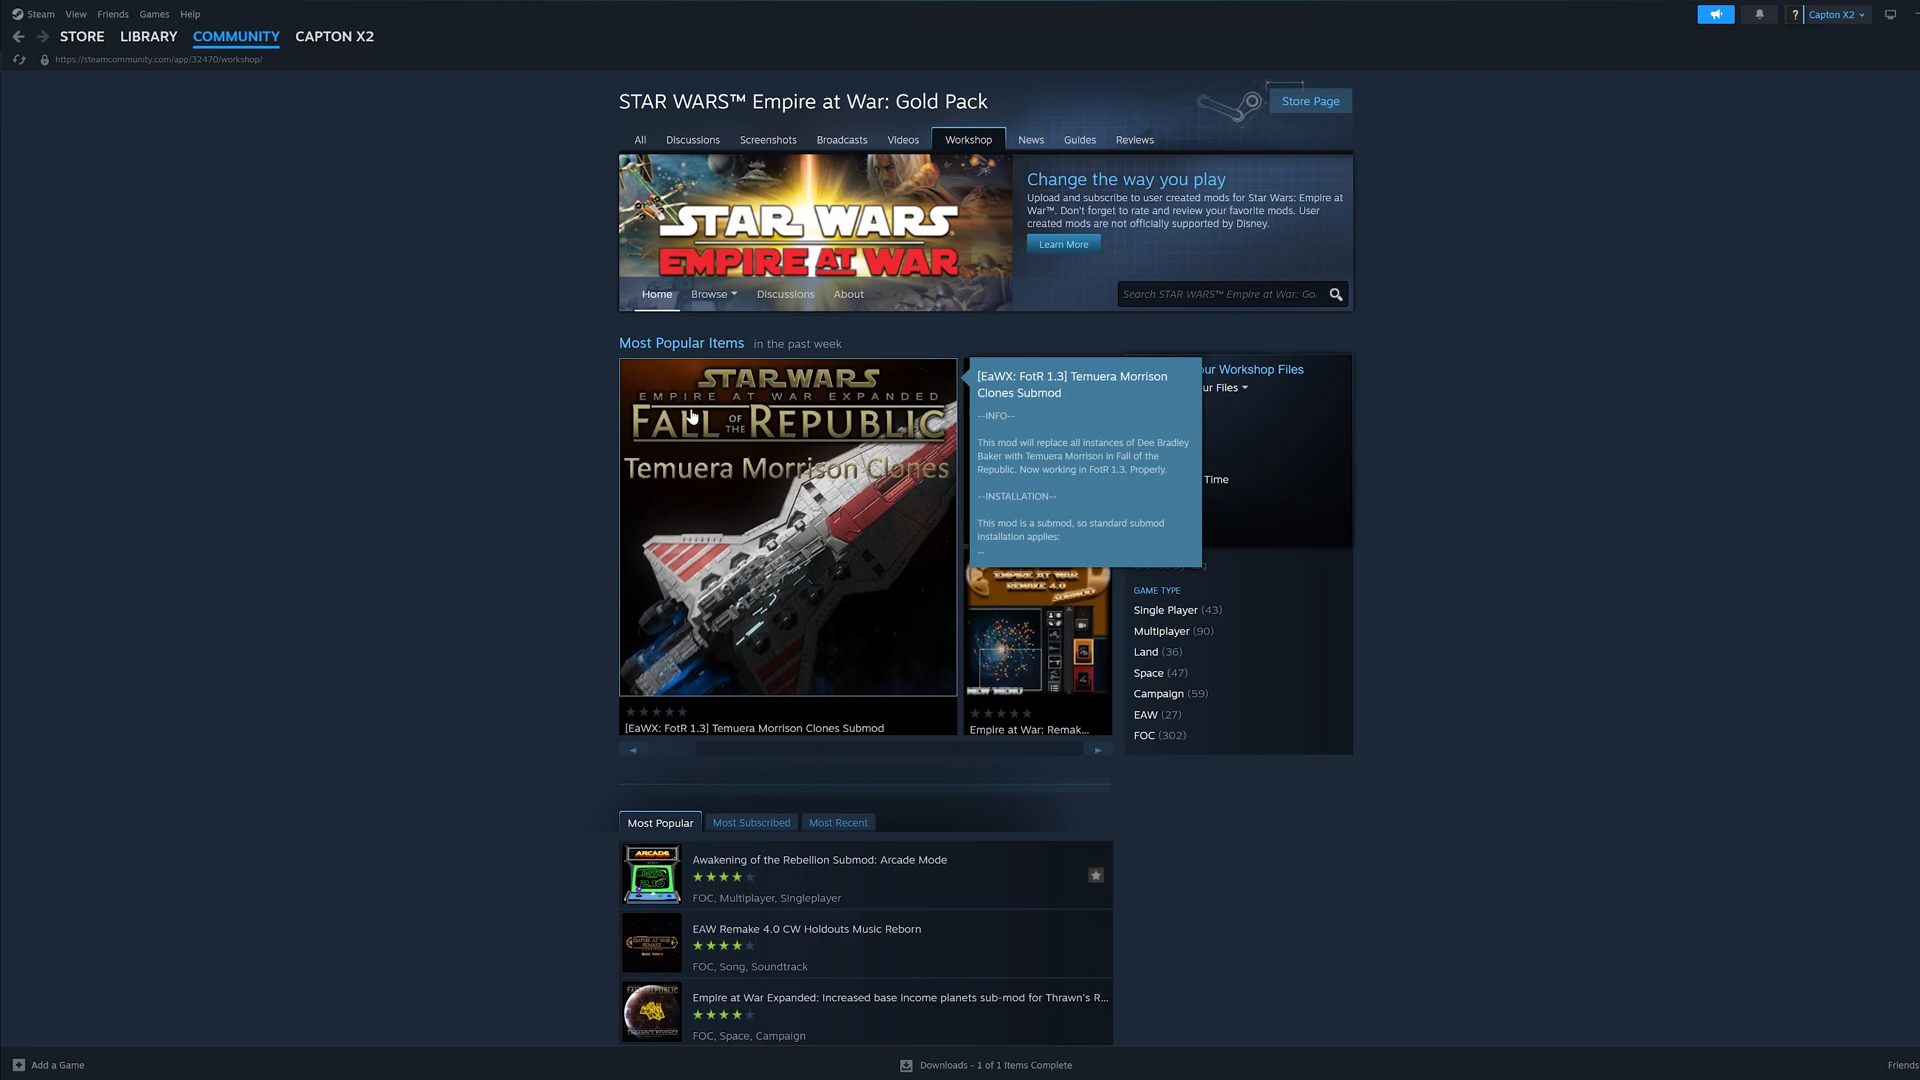 Steam View Friends Games Help
? Capton X2
STORE LIBRARY COMMUNITY CAPTON X2
https://steamcommunity.com/app/32470/workshop/
STAR WARS™ Empire at War: Gold Pack
Store Page
All Discussions Screenshots Broadcasts Videos Workshop News Guides Reviews
STAR WARS
EMPIRE AT WAR
Change the way you play
Upload and subscribe to user created mods for Star Wars: Empire at
War™. Don't forget to rate and review your favorite mods. User
created mods are not officially supported by Disney.
Learn More
Home Browse Discussions About
Search STAR WARS™ Empire at War: Go
Most Popular Items in the past week
STAR WARS
EMPIRE AT WAR EXPANDED
FALL OF THE REPUBLIC
Temuera Morrison Clones
[EaWX: FotR 1.3] Temuera Morrison
Clones Submod
--INFO--
This mod will replace all instances of Dee Bradley
Baker with Temuera Morrison in Fall of the
Republic. Now working in FotR 1.3. Properly.
--INSTALLATION--
This mod is a submod, so standard submod
installation applies:
...
our Workshop Files
ur Files
Time
EMPIRE AT WAR
REMAKE 4.0
NEW MENU
[EaWX: FotR 1.3] Temuera Morrison Clones Submod
Empire at War: Remak...
GAME TYPE
Single Player (43)
Multiplayer (90)
Land (36)
Space (47)
Campaign (59)
EAW (27)
FOC (302)
Most Popular Most Subscribed Most Recent
ARCADE
Awakening of the Rebellion Submod: Arcade Mode
FOC, Multiplayer, Singleplayer
EAW Remake 4.0 CW Holdouts Music Reborn
FOC, Song, Soundtrack
Empire at War Expanded: Increased base income planets sub-mod for Thrawn's R...
FOC, Space, Campaign
Add a Game
Downloads - 1 of 1 Items Complete
Friends